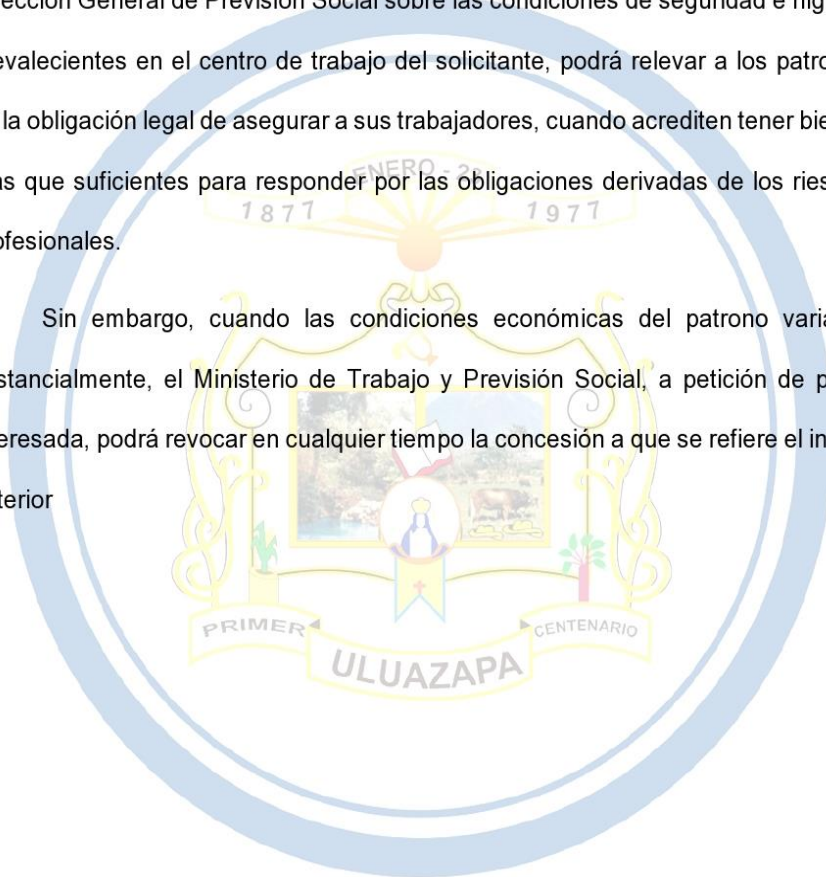 ección General de Previsión Social sobre las condiciones de seguridad e hig
evalecientes en el centro de trabajo del solicitante, podrá relevar a los patro
la obligación legal de asegurar a sus trabajadores, cuando acrediten tener bie
as que suficientes para responder por las obligaciones derivadas de los ries
ofesionales.
ENERO - 23
1877 1977
Sin embargo, cuando las condiciones económicas del patrono varia
stancialmente, el Ministerio de Trabajo y Previsión Social, a petición de p
eresada, podrá revocar en cualquier tiempo la concesión a que se refiere el in
terior
PRIMER CENTENARIO
ULUAZAPA